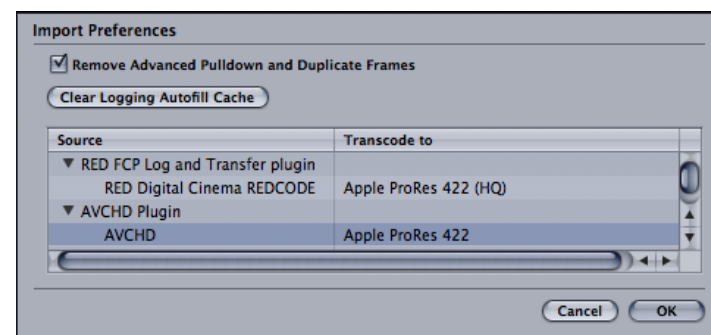 Import Preferences
Remove Advanced Pulldown and Duplicate Frames
Clear Logging Autofill Cache
Source Transcode to
RED FCP Log and Transfer plugin
RED Digital Cinema REDCODE Apple ProRes 422 (HQ)
AVCHD Plugin
AVCHD Apple ProRes 422
Cancel OK